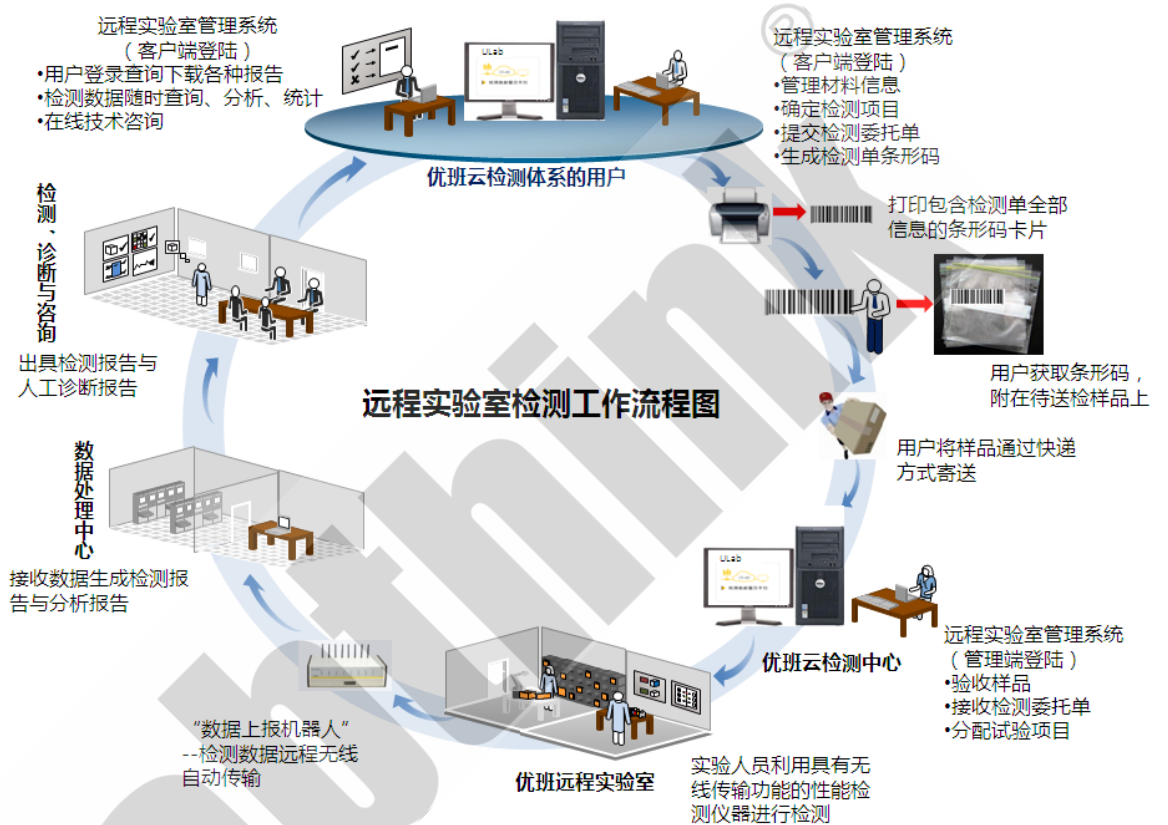 远程实验室管理系统
（客户端登陆）
•用户登录查询下载各种报告
•检测数据随时查询、分析、统计
•在线技术咨询
ULab
优班云检测体系的用户
®
远程实验室管理系统
（客户端登陆）
•管理材料信息
•确定检测项目
•提交检测委托单
•生成检测单条形码
打印包含检测单全部
信息的条形码卡片
用户获取条形码，
附在待送检样品上
用户将样品通过快递
方式寄送
ULab
优班云检测中心
远程实验室管理系统
（管理端登陆）
•验收样品
•接收检测委托单
•分配试验项目
优班远程实验室
实验人员利用具有无
线传输功能的性能检
测仪器进行检测
“数据上报机器人”
--检测数据远程无线
自动传输
数据处理中心
接收数据生成检测报
告与分析报告
检测、诊断与咨询
出具检测报告与
人工诊断报告
远程实验室检测工作流程图
bthink